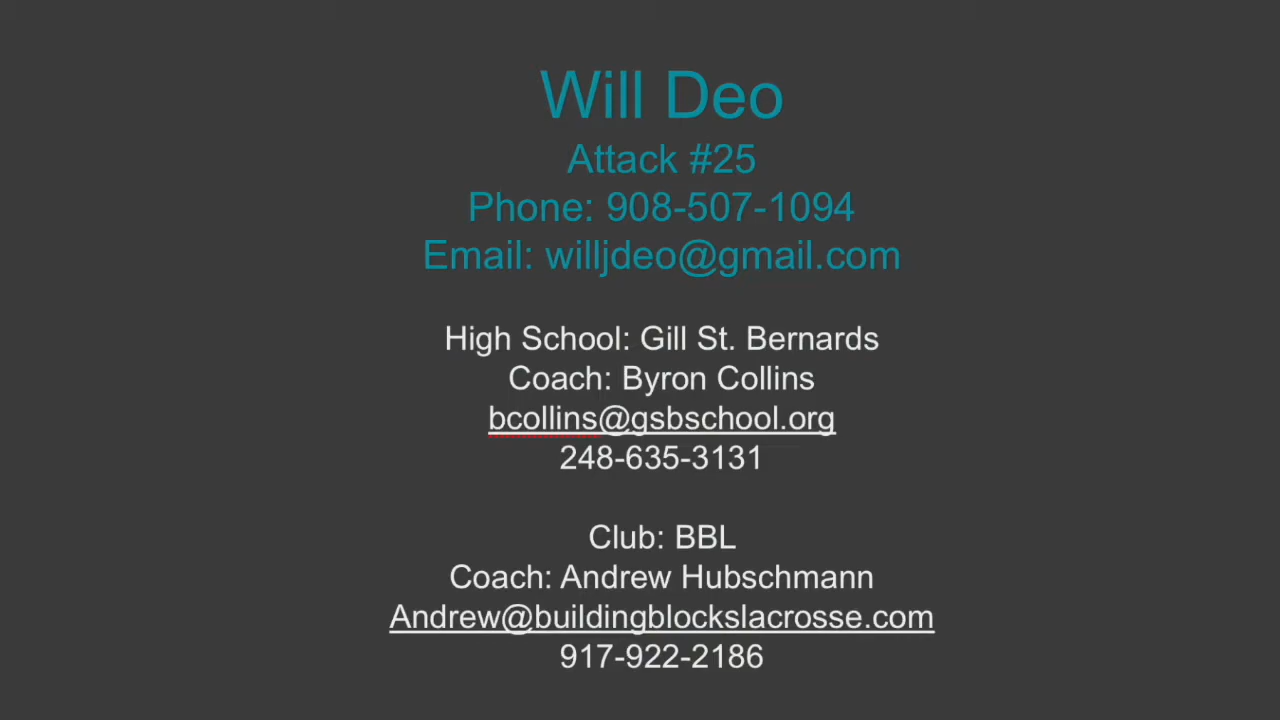 Will Deo
Attack #25
Phone: 908-507-1094
Email: willjdeo@gmail.com
High School: Gill St. Bernards
Coach: Byron Collins
bcollins@gsbschool.org
248-635-3131
Club: BBL
Coach: Andrew Hubschmann
Andrew@buildingblockslacrosse.com
917-922-2186